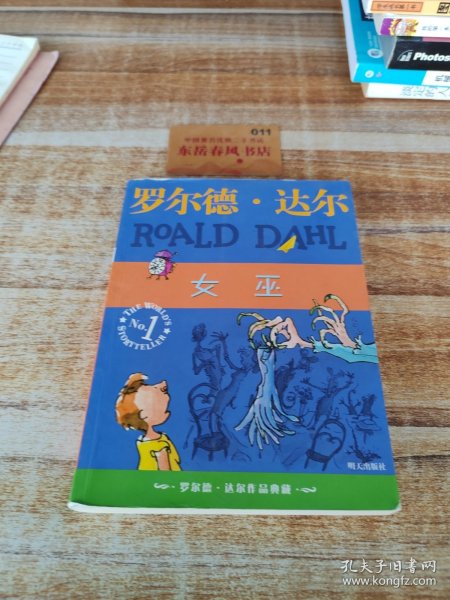 Photos
011
东岳春风书店
罗尔德·达尔
ROALD DAHL
女巫
THE WORLD'S
No.1
STORYTELLER
明天出版社
·罗尔德·达尔作品典藏·
孔夫子旧书网
www.kongfz.com